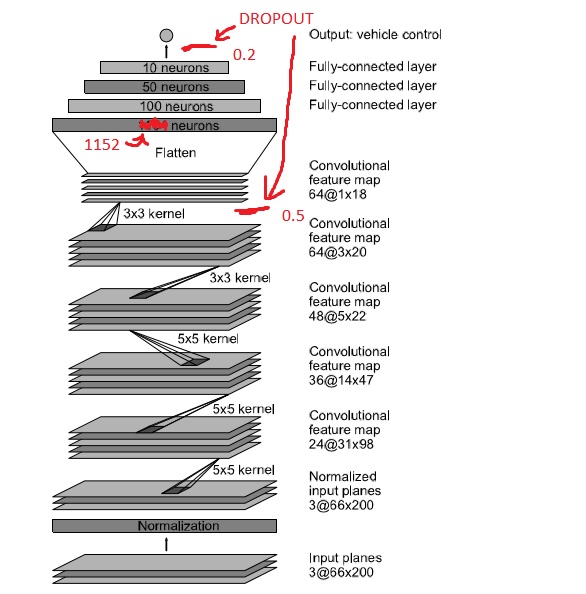 DROPOUT
Output: vehicle control
0.2
10 neurons
Fully-connected layer
50 neurons
Fully-connected layer
100 neurons
Fully-connected layer
neurons
1152
Flatten
Convolutional
feature map
64@1x18
3x3 kernel
0.5
Convolutional
feature map
64@3x20
3x3 kernel
Convolutional
feature map
48@5x22
5x5 kernel
Convolutional
feature map
36@14x47
5x5 kernel
Convolutional
feature map
24@31x98
5x5 kernel
Normalized
input planes
3@66x200
Normalization
Input planes
3@66x200